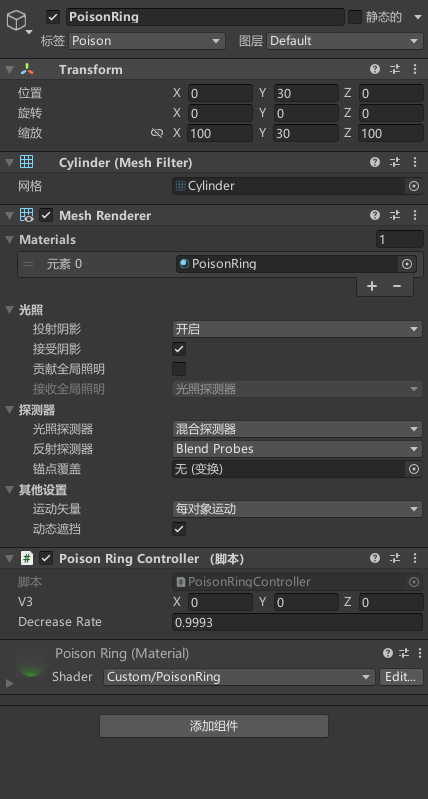 PoisonRing 静态的
标签 Poison 图层 Default
Transform
位置 X 0 Y 30 Z 0
旋转 X 0 Y 0 Z 0
缩放 X 100 Y 30 Z 100
Cylinder (Mesh Filter)
网格 Cylinder
Mesh Renderer
Materials 1
元素 0 PoisonRing
+ −
光照
投射阴影 开启
接受阴影
贡献全局照明
接收全局照明 光照探测器
探测器
光照探测器 混合探测器
反射探测器 Blend Probes
锚点覆盖 无 (变换)
其他设置
运动矢量 每对象运动
动态遮挡
# Poison Ring Controller （脚本）
脚本 # PoisonRingController
V3 X 0 Y 0 Z 0
Decrease Rate 0.9993
Poison Ring (Material)
Shader Custom/PoisonRing Edit...
添加组件